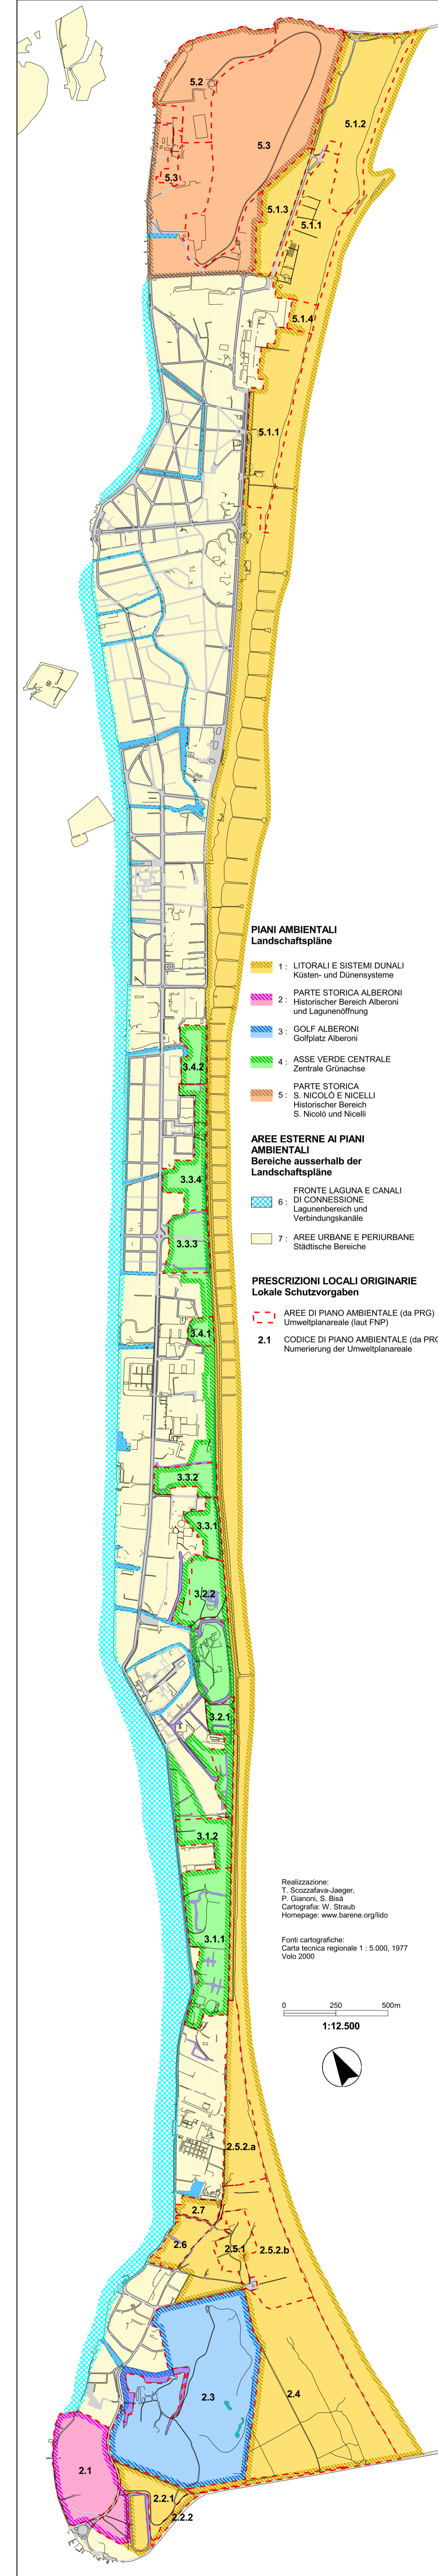 5.2
5.1.2
5.3
5.3
5.1.3
5.1.1
5.1.4
5.1.1
PIANI AMBIENTALI
Landschaftspläne
1 : LITORALI E SISTEMI DUNALI
Küsten- und Dünensysteme
2 : PARTE STORICA ALBERONI
Historischer Bereich Alberoni
und Lagunenöffnung
3 : GOLF ALBERONI
Golfplatz Alberoni
4 : ASSE VERDE CENTRALE
Zentrale Grünachse
5 : PARTE STORICA
S. NICOLÒ E NICELLI
Historischer Bereich
S. Nicolò und Nicelli
AREE ESTERNE AI PIANI
AMBIENTALI
Bereiche ausserhalb der
Landschaftspläne
6 : FRONTE LAGUNA E CANALI
DI CONNESSIONE
Lagunenbereich und
Verbindungskanäle
7 : AREE URBANE E PERIURBANE
Städtische Bereiche
PRESCRIZIONI LOCALI ORIGINARIE
Lokale Schutzvorgaben
AREE DI PIANO AMBIENTALE (da PRG)
Umweltplanareale (laut FNP)
2.1 CODICE DI PIANO AMBIENTALE (da PRG
Numerierung der Umweltplanareale
3.4.2
3.3.4
3.3.3
3.4.1
3.3.2
3.3.1
3.2.2
3.2.1
3.1.2
3.1.1
Realizzazione:
T. Scozzafava-Jaeger,
P. Gianoni, S. Bisà
Cartografia: W. Straub
Homepage: www.barene.org/lido
Fonti cartografiche:
Carta tecnica regionale 1 : 5.000, 1977
Volo 2000
0 250 500m
1:12.500
2.5.2.a
2.7
2.6
2.5.1
2.5.2.b
2.3
2.4
2.1
2.2.1
2.2.2